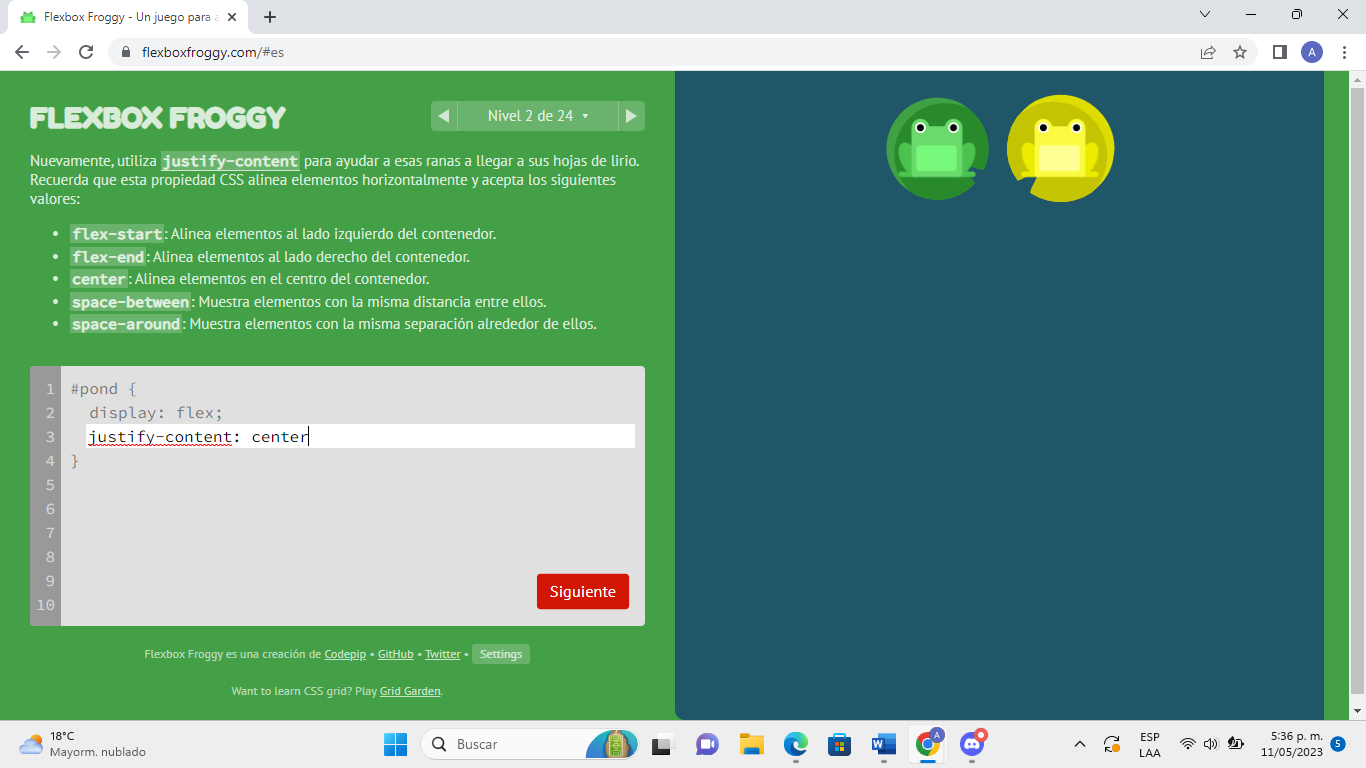 Flexbox Froggy - Un juego para a
flexboxfroggy.com/#es
A
FLEXBOX FROGGY
Nivel 2 de 24
Nuevamente, utiliza justify-content para ayudar a esas ranas a llegar a sus hojas de lirio.
Recuerda que esta propiedad CSS alinea elementos horizontalmente y acepta los siguientes
valores:
• flex-start: Alinea elementos al lado izquierdo del contenedor.
• flex-end: Alinea elementos al lado derecho del contenedor.
• center: Alinea elementos en el centro del contenedor.
• space-between: Muestra elementos con la misma distancia entre ellos.
• space-around: Muestra elementos con la misma separación alrededor de ellos.
1 #pond {
2 display: flex;
3 justify-content: center
4 }
5
6
7
8
9
10
Siguiente
Flexbox Froggy es una creación de Codepip • GitHub • Twitter • Settings
Want to learn CSS grid? Play Grid Garden.
18°C
Mayorm. nublado
Buscar
A
ESP
LAA
5:36 p. m.
11/05/2023
5